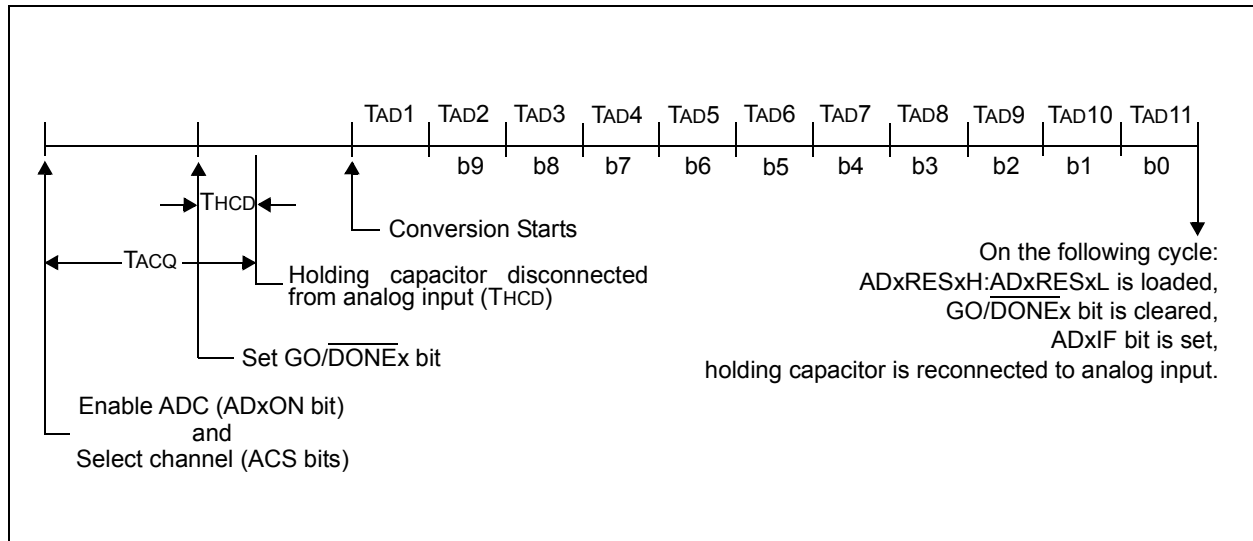 TAD1 TAD2 TAD3 TAD4 TAD5 TAD6 TAD7 TAD8 TAD9 TAD10 TAD11
b9 b8 b7 b6 b5 b4 b3 b2 b1 b0
THCD
Conversion Starts
TACQ
Holding capacitor disconnected
from analog input (THCD)
Set GO/DONEx bit
Enable ADC (ADxON bit)
and
Select channel (ACS bits)
On the following cycle:
ADxRESxH:ADxRESxL is loaded,
GO/DONEx bit is cleared,
ADxIF bit is set,
holding capacitor is reconnected to analog input.